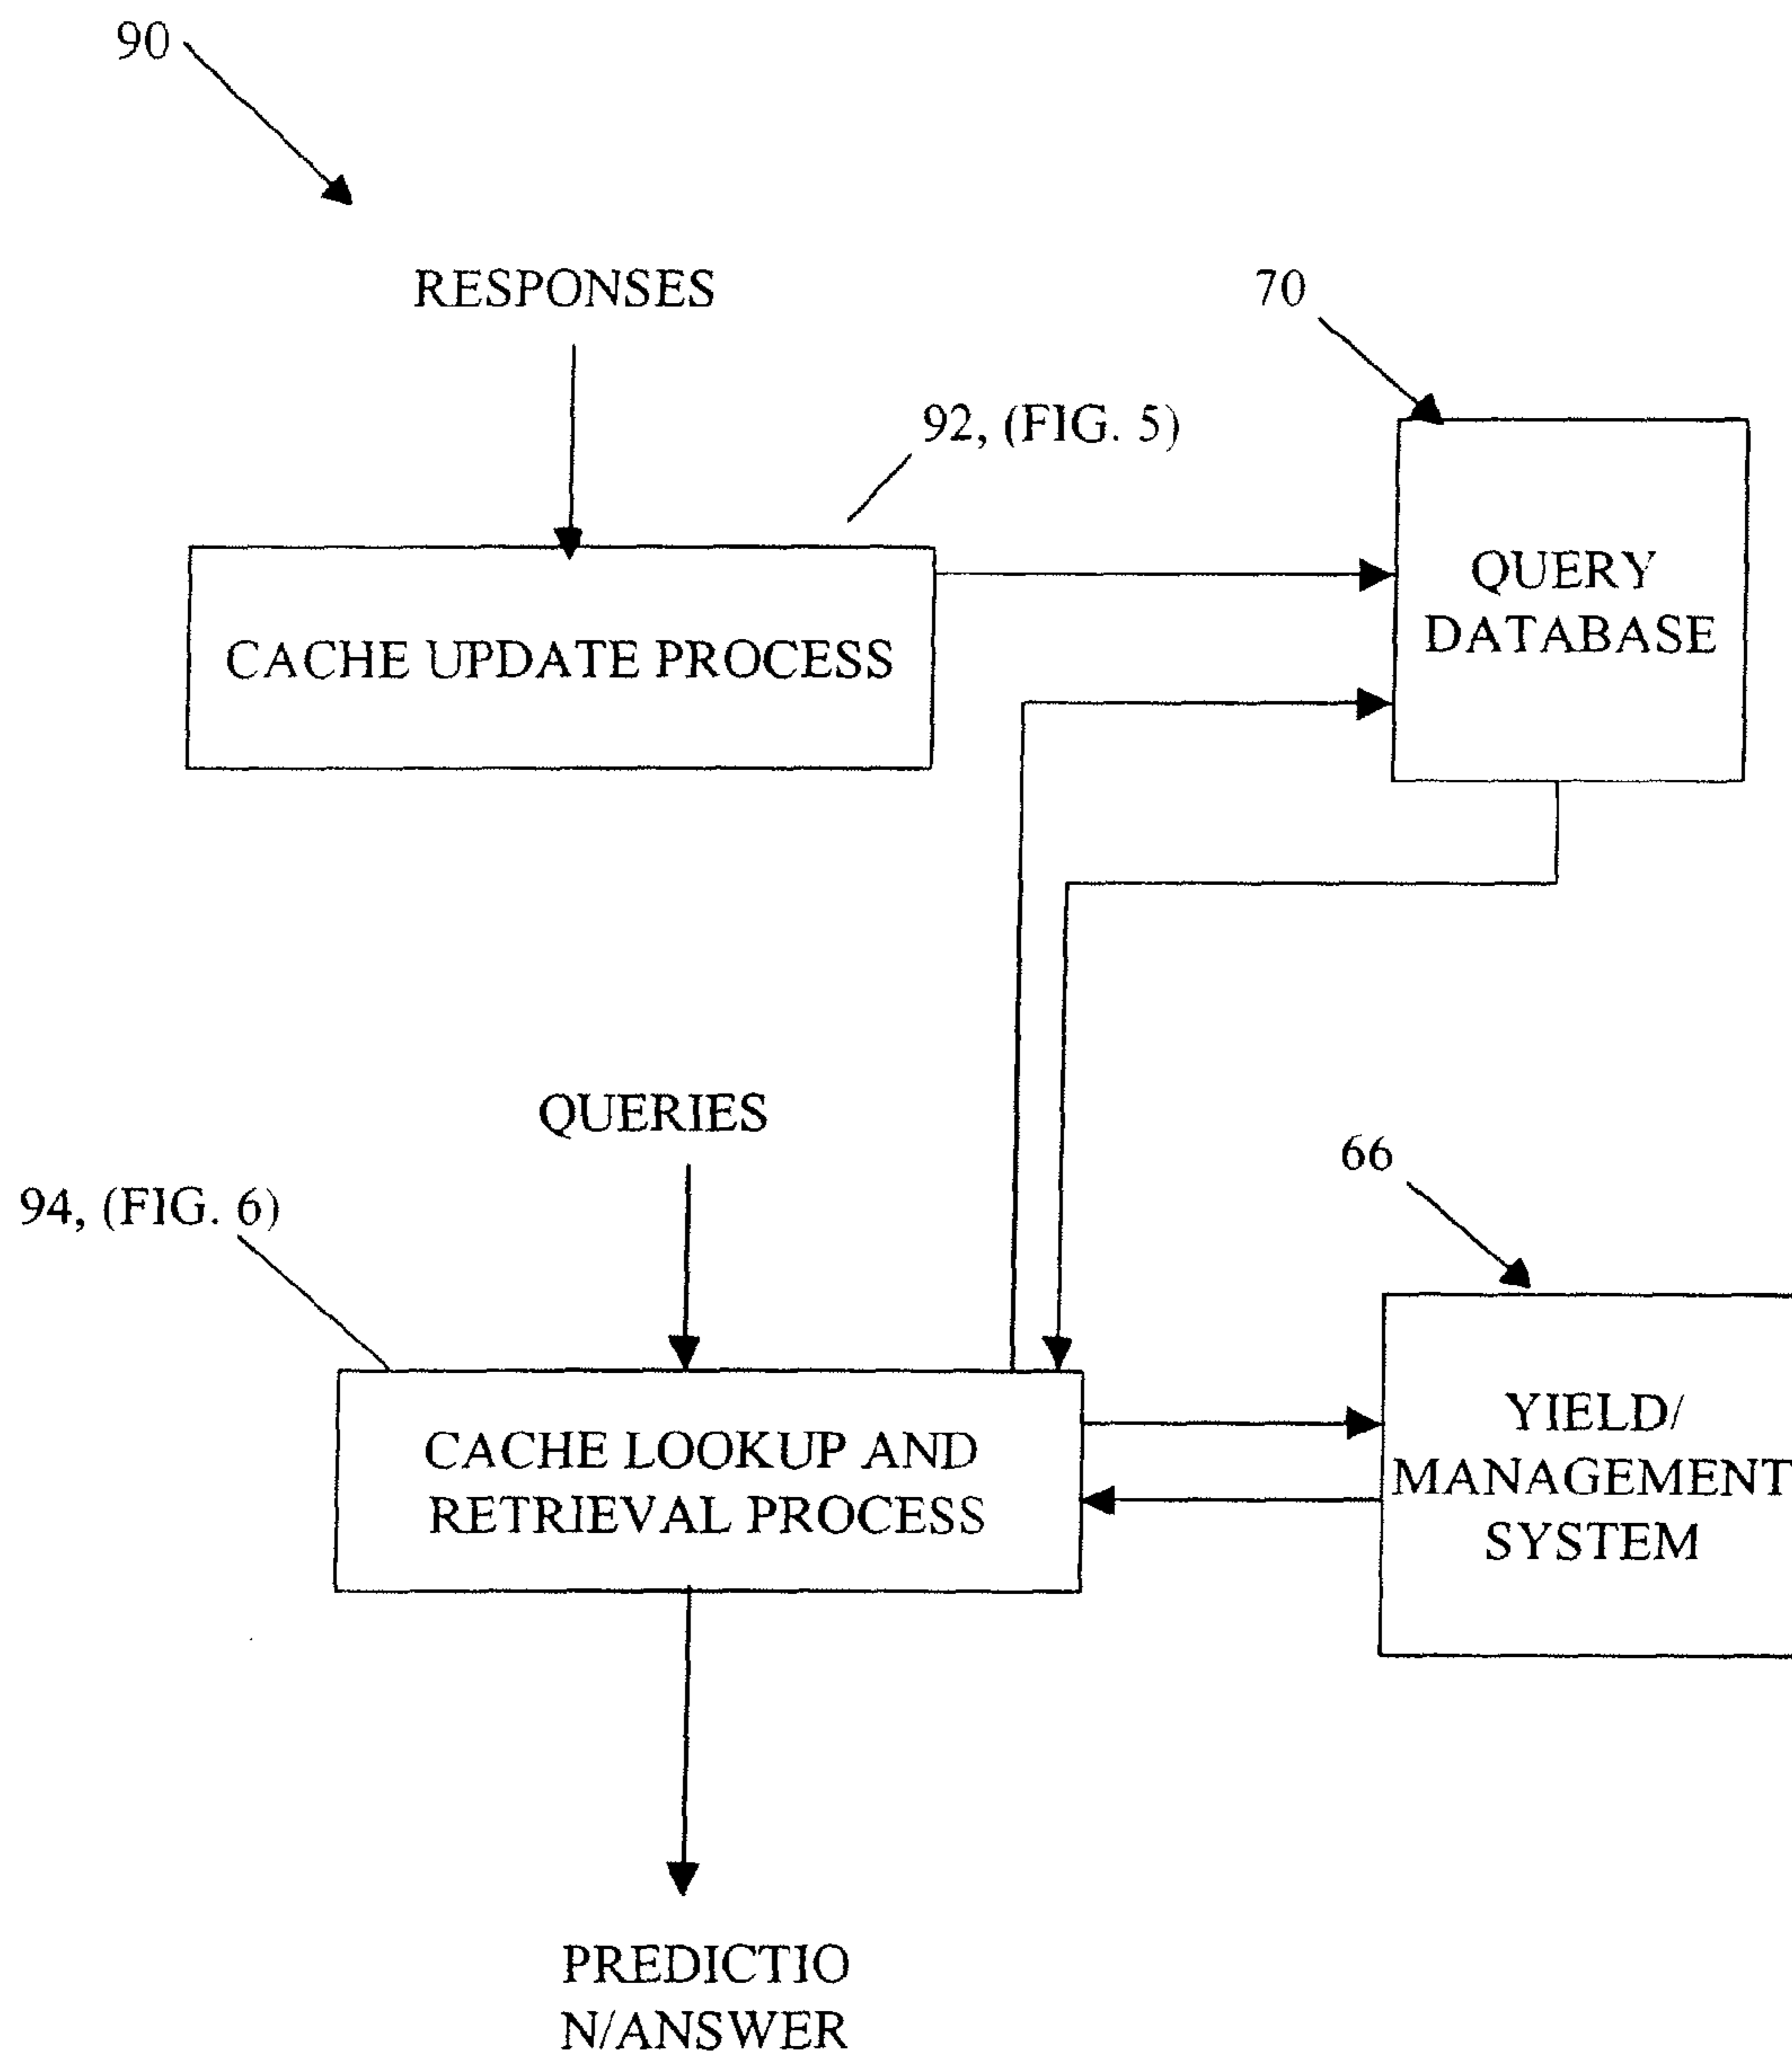 90
RESPONSES
70
92, (FIG. 5)
QUERY
DATABASE
CACHE UPDATE PROCESS
QUERIES
66
94, (FIG. 6)
YIELD/
MANAGEMENT
SYSTEM
CACHE LOOKUP AND
RETRIEVAL PROCESS
PREDICTIO
N/ANSWER